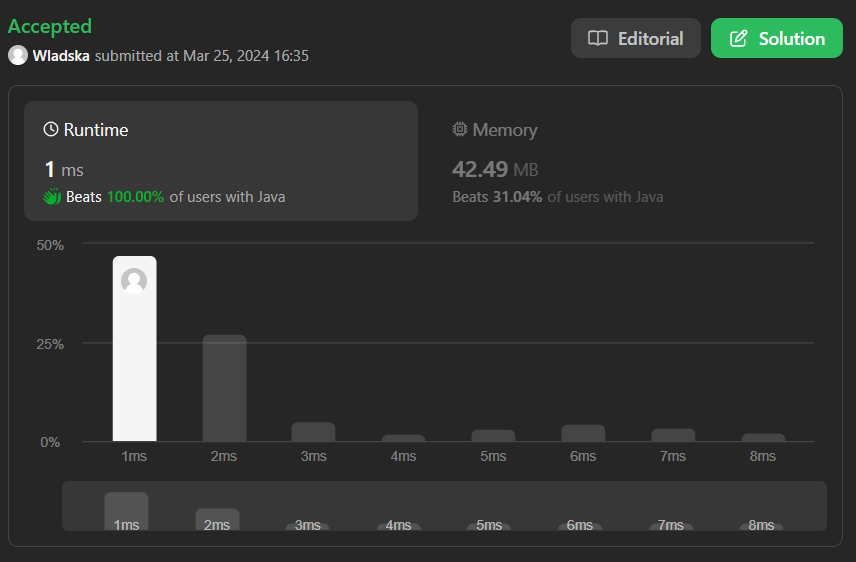 Accepted
Wladska submitted at Mar 25, 2024 16:35
Editorial
Solution
Runtime
1 ms
Beats 100.00% of users with Java
Memory
42.49 MB
Beats 31.04% of users with Java
50%
25%
0%
1ms 2ms 3ms 4ms 5ms 6ms 7ms 8ms
1ms 2ms 3ms 4ms 5ms 6ms 7ms 8ms